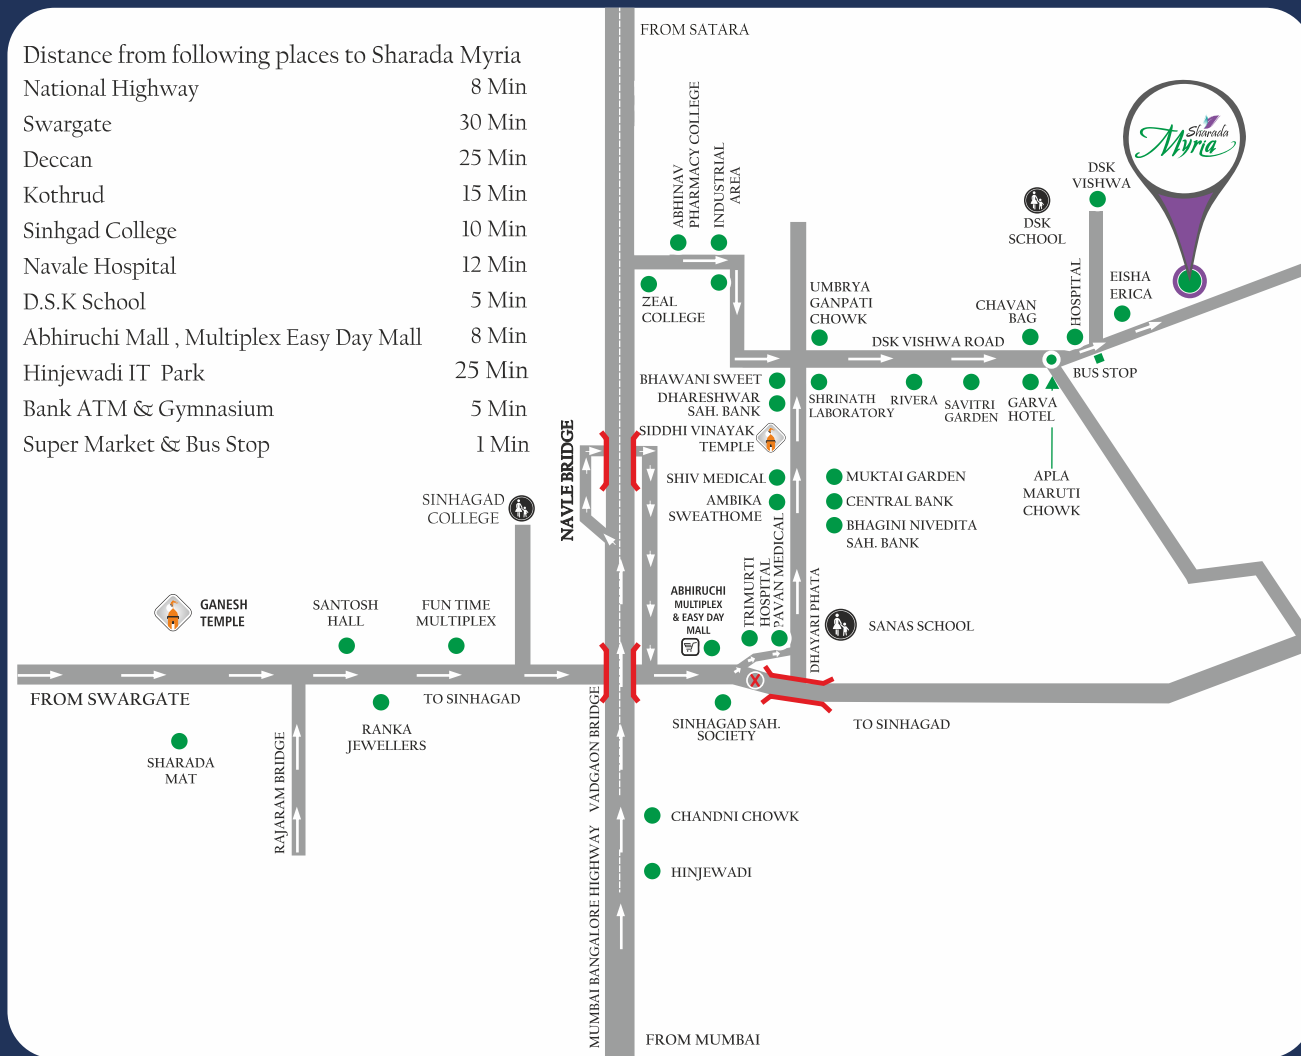 Distance from following places to Sharada Myria
National Highway 8 Min
Swargate 30 Min
Deccan 25 Min
Kothrud 15 Min
Sinhgad College 10 Min
Navale Hospital 12 Min
D.S.K School 5 Min
Abhiruchi Mall , Multiplex Easy Day Mall 8 Min
Hinjewadi IT Park 25 Min
Bank ATM & Gymnasium 5 Min
Super Market & Bus Stop 1 Min
FROM SATARA
ABHINAV
PHARMACY COLLEGE
INDUSTRIAL
AREA
ZEAL
COLLEGE
UMBRYA
GANPATI
CHOWK
DSK VISHWA ROAD
CHAVAN
BAG
HOSPITAL
DSK
SCHOOL
DSK
VISHWA
Sharada
Myria
EISHA
ERICA
BUS STOP
BHAWANI SWEET
DHARESHWAR
SAH. BANK
SIDDHI VINAYAK
TEMPLE
SHIV MEDICAL
AMBIKA
SWEATHOME
SHRINATH
LABORATORY
RIVERA
SAVITRI
GARDEN
GARVA
HOTEL
APLA
MARUTI
CHOWK
MUKTAI GARDEN
CENTRAL BANK
BHAGINI NIVEDITA
SAH. BANK
NAVLE BRIDGE
SINHAGAD
COLLEGE
GANESH
TEMPLE
SANTOSH
HALL
FUN TIME
MULTIPLEX
ABHIRUCHI
MULTIPLEX
& EASY DAY
MALL
TRIMURTI
HOSPITAL
PAVAN MEDICAL
DHAYARI PHATA
SANAS SCHOOL
X
FROM SWARGATE
TO SINHAGAD
RANKA
JEWELLERS
SHARADA
MAT
RAJARAM BRIDGE
VADGAON BRIDGE
SINHAGAD SAH.
SOCIETY
TO SINHAGAD
CHANDNI CHOWK
HINJEWADI
MUMBAI BANGALORE HIGHWAY
FROM MUMBAI